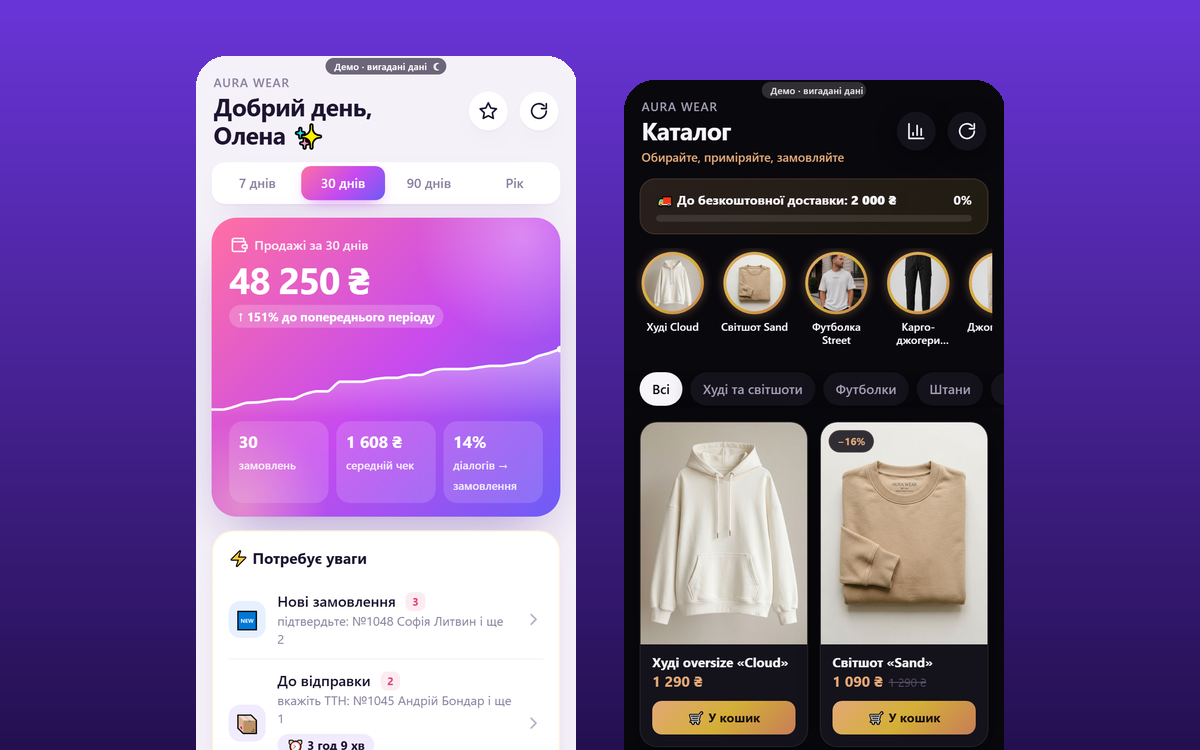 Демо · вигадані дані
AURA WEAR
Добрий день,
Олена
7 днів
30 днів
90 днів
Рік
Продажі за 30 днів
48 250 ₴
↑ 151% до попереднього періоду
30
замовлень
1 608 ₴
середній чек
14%
діалогів →
замовлення
Потребує уваги
NEW
Нові замовлення 3
підтвердьте: №1048 Софія Литвин і ще
2
До відправки 2
вкажіть ТТН: №1045 Андрій Бондар і ще
1
3 год 9 хв
Демо · вигадані дані
AURA WEAR
Каталог
Обирайте, приміряйте, замовляйте
До безкоштовної доставки: 2 000 ₴
0%
Худі Cloud
Світшот Sand
Футболка
Street
Карго-
джогери...
Всі
Худі та світшоти
Футболки
Штани
Худі oversize «Cloud»
1 290 ₴
У кошик
−16%
AURA WEAR
Світшот «Sand»
1 090 ₴ 1 290 ₴
У кошик